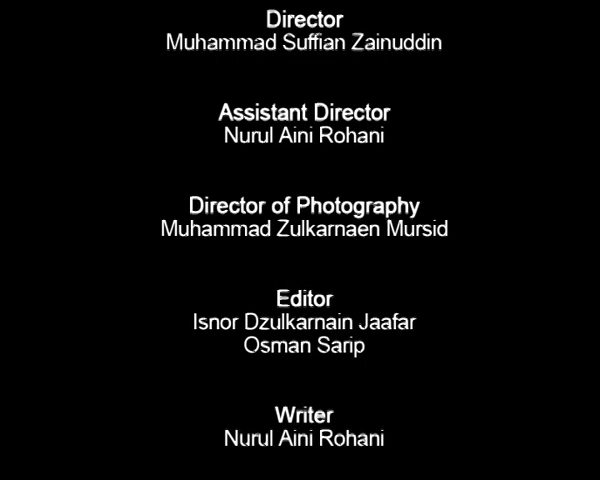 Director
Muhammad Suffian Zainuddin
Assistant Director
Nurul Aini Rohani
Director of Photography
Muhammad Zulkarnaen Mursid
Editor
Isnor Dzulkarnain Jaafar
Osman Sarip
Writer
Nurul Aini Rohani